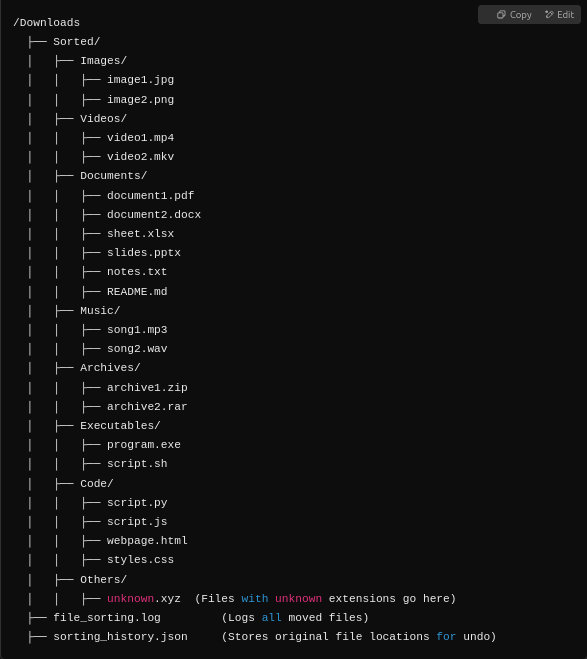 Copy Edit
/Downloads
├── Sorted/
│   ├── Images/
│   │   ├── image1.jpg
│   │   ├── image2.png
│   ├── Videos/
│   │   ├── video1.mp4
│   │   ├── video2.mkv
│   ├── Documents/
│   │   ├── document1.pdf
│   │   ├── document2.docx
│   │   ├── sheet.xlsx
│   │   ├── slides.pptx
│   │   ├── notes.txt
│   │   ├── README.md
│   ├── Music/
│   │   ├── song1.mp3
│   │   ├── song2.wav
│   ├── Archives/
│   │   ├── archive1.zip
│   │   ├── archive2.rar
│   ├── Executables/
│   │   ├── program.exe
│   │   ├── script.sh
│   ├── Code/
│   │   ├── script.py
│   │   ├── script.js
│   │   ├── webpage.html
│   │   ├── styles.css
│   ├── Others/
│   │   ├── unknown.xyz  (Files with unknown extensions go here)
├── file_sorting.log         (Logs all moved files)
├── sorting_history.json     (Stores original file locations for undo)